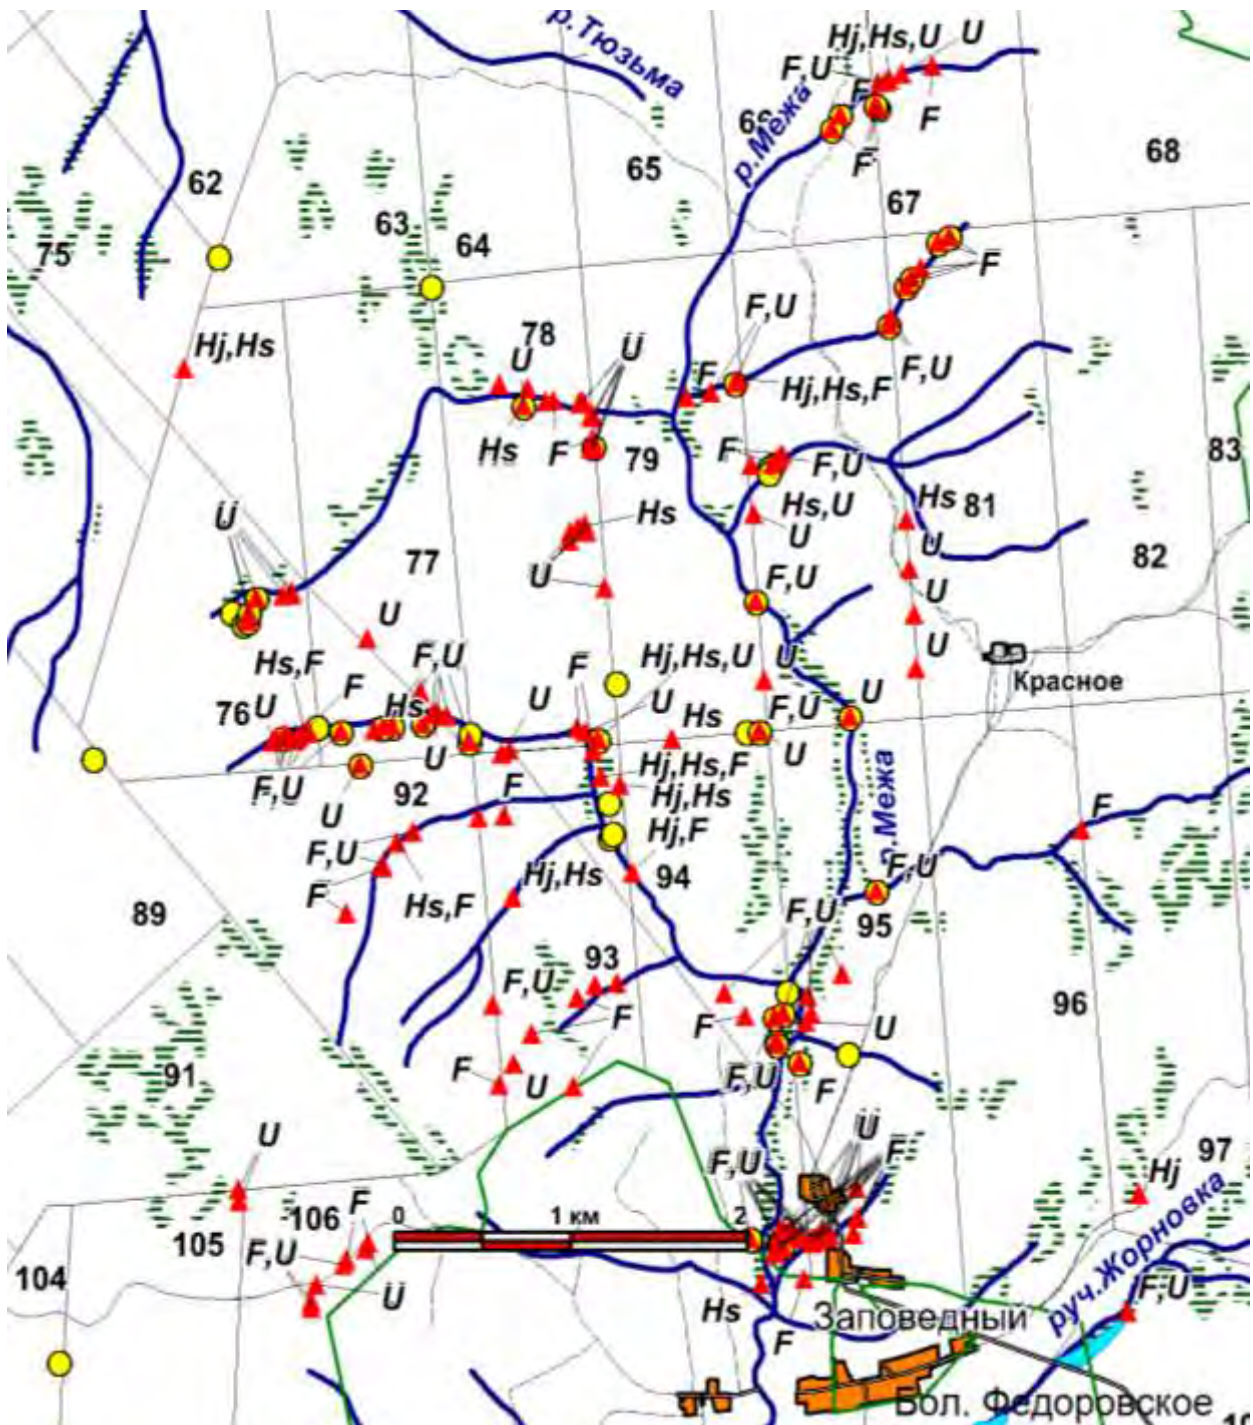 р.Тюзьма
Hj,Hs,U
U
F,U
F
F
F
р.Межа
68
62
65
67
75
63
64
F
F,U
78
Ü
Hj,Hs
U
F
F,U
Hj,Hs,F
Hs
F
79
F
F,U
83
Hs
Hs,U
Hs
81
Ü
U
U
82
77
U
F,U
U
U
U
Hs,F
F,U
F
Hj,Hs,U
U
U
Красное
76
U
F
Hs
U
U
Hs
F,U
U
F,U
U
92
U
F
Hj,Hs,F
Hj,Hs
Hj,F
р.Межа
F
F,U
Hj,Hs
94
F,U
F
Hs,F
89
F,U
95
93
F,U
F
F
U
96
91
F
U
F,U
F
U
Ü
F
F,U
97
Hj
106
F
0
1 км
2
105
F,U
104
Ü
руч.Жорновка
F,U
Hs
F
Заповедный
Бол. Федоровское